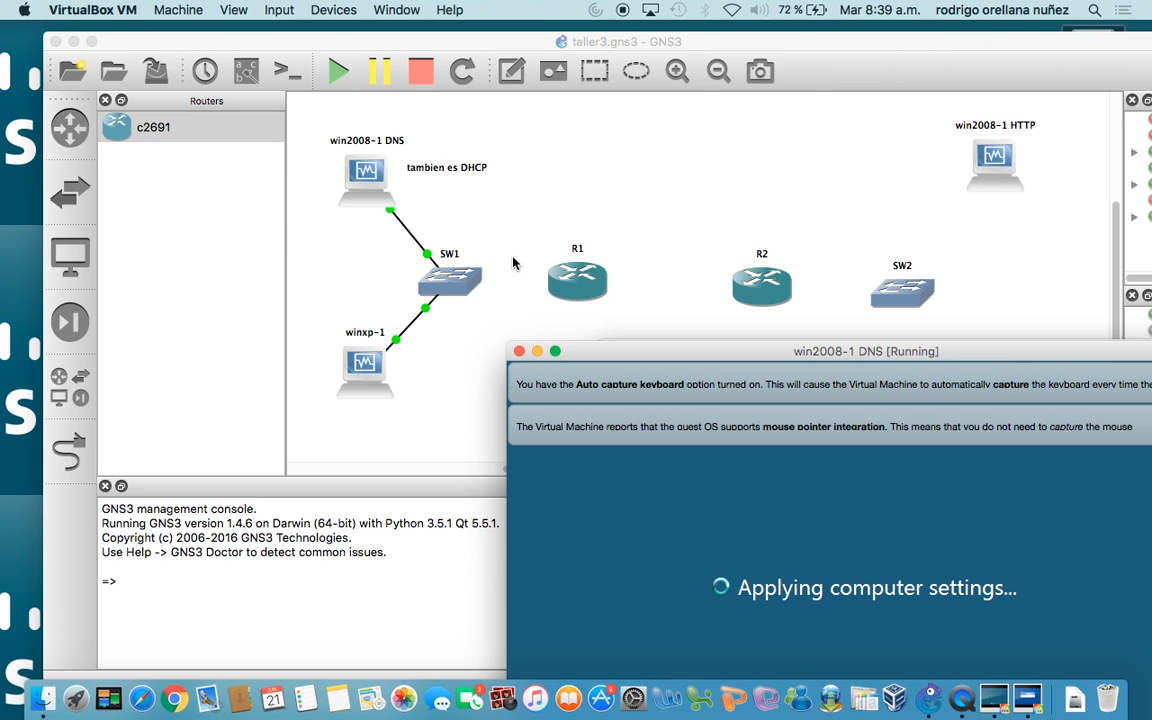 VirtualBox VM Machine View Input Devices Window Help 72 % Mar 8:39 a.m. rodrigo orellana nuñez
taller3.gns3 - GNS3
Routers
c2691
win2008-1 DNS
tambien es DHCP
win2008-1 HTTP
SW1
R1
R2
SW2
winxp-1
win2008-1 DNS [Running]
You have the Auto capture keyboard option turned on. This will cause the Virtual Machine to automatically capture the keyboard every time the
The Virtual Machine reports that the guest OS supports mouse pointer integration. This means that you do not need to capture the mouse
GNS3 management console.
Running GNS3 version 1.4.6 on Darwin (64-bit) with Python 3.5.1 Qt 5.5.1.
Copyright (c) 2006-2016 GNS3 Technologies.
Use Help -> GNS3 Doctor to detect common issues.
=>
Applying computer settings...